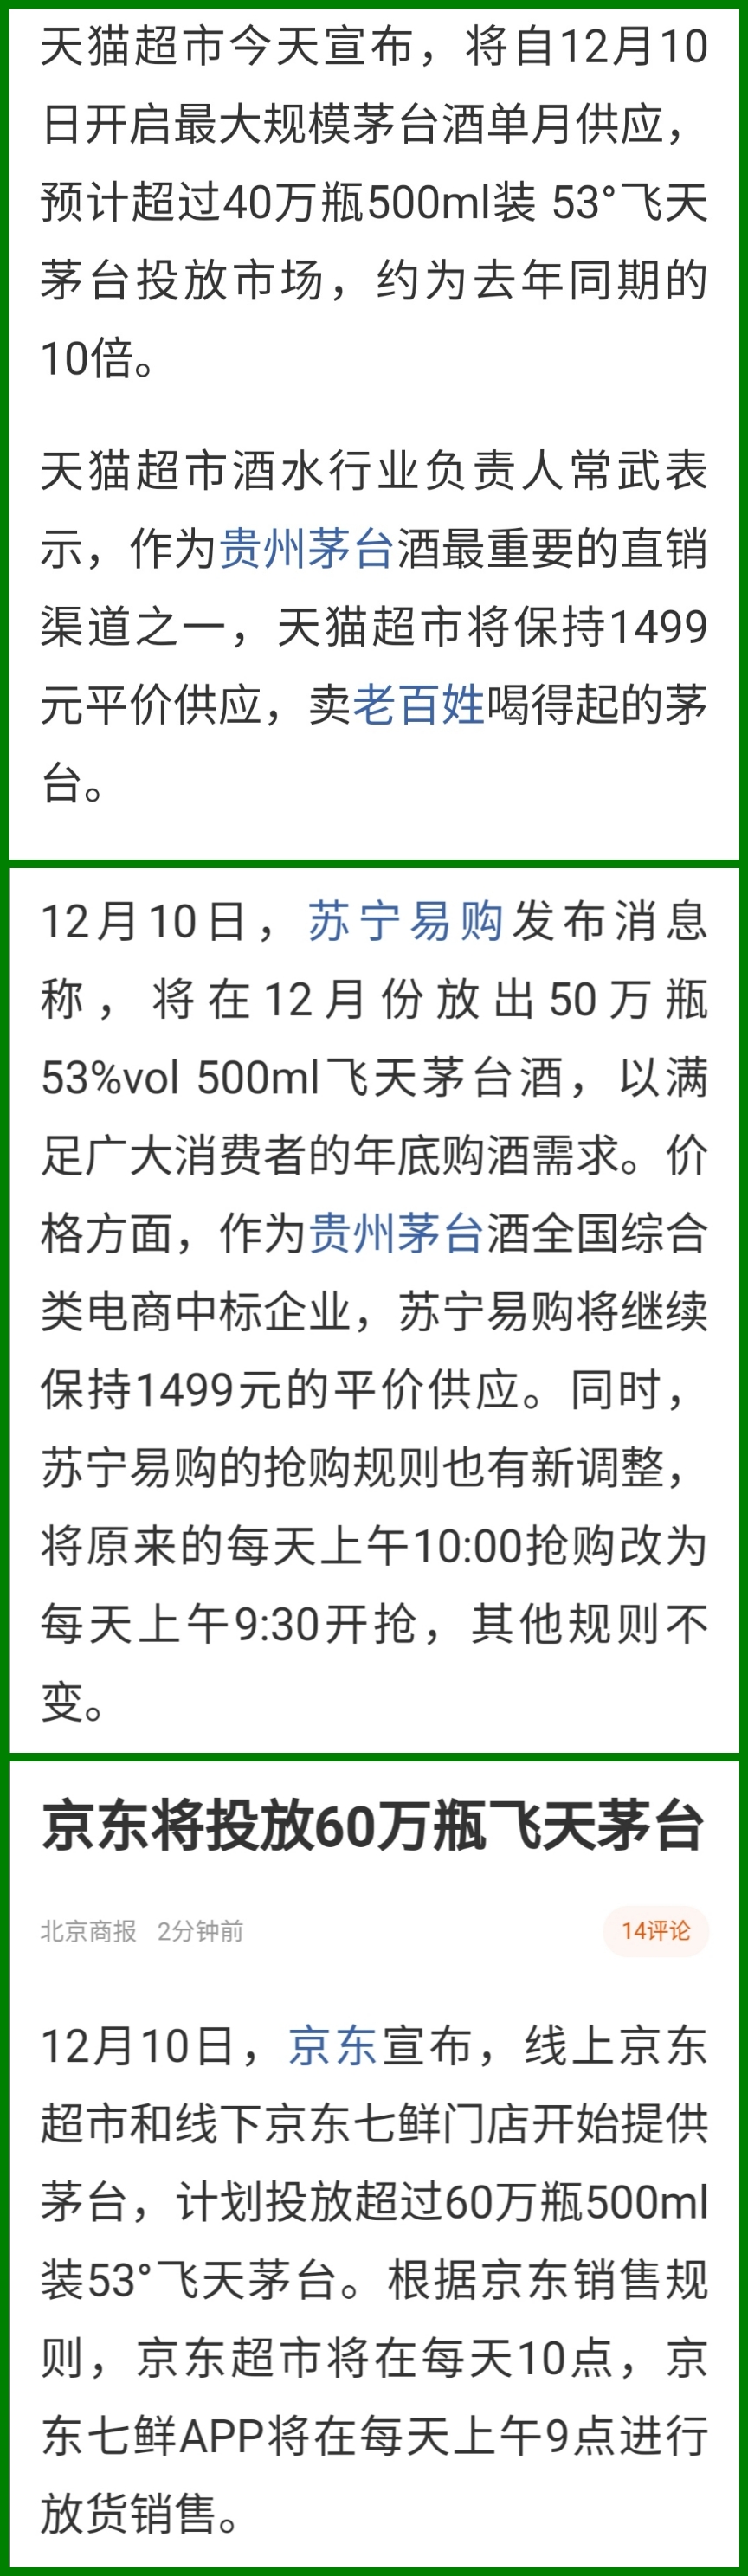 天猫超市今天宣布，将自12月10
日开启最大规模茅台酒单月供应，
预计超过40万瓶500ml装 53°飞天
茅台投放市场，约为去年同期的
10倍。
天猫超市酒水行业负责人常武表
示，作为贵州茅台酒最重要的直销
渠道之一，天猫超市将保持1499
元平价供应，卖老百姓喝得起的茅
台。
12月10日，苏宁易购发布消息
称，将在12月份放出50万瓶
53%vol 500ml飞天茅台酒，以满
足广大消费者的年底购酒需求。价
格方面，作为贵州茅台酒全国综合
类电商中标企业，苏宁易购将继续
保持1499元的平价供应。同时，
苏宁易购的抢购规则也有新调整，
将原来的每天上午10:00抢购改为
每天上午9:30开抢，其他规则不
变。
京东将投放60万瓶飞天茅台
北京商报 2分钟前
14评论
12月10日，京东宣布，线上京东
超市和线下京东七鲜门店开始提供
茅台，计划投放超过60万瓶500ml
装53°飞天茅台。根据京东销售规
则，京东超市将在每天10点，京
东七鲜APP将在每天上午9点进行
放货销售。